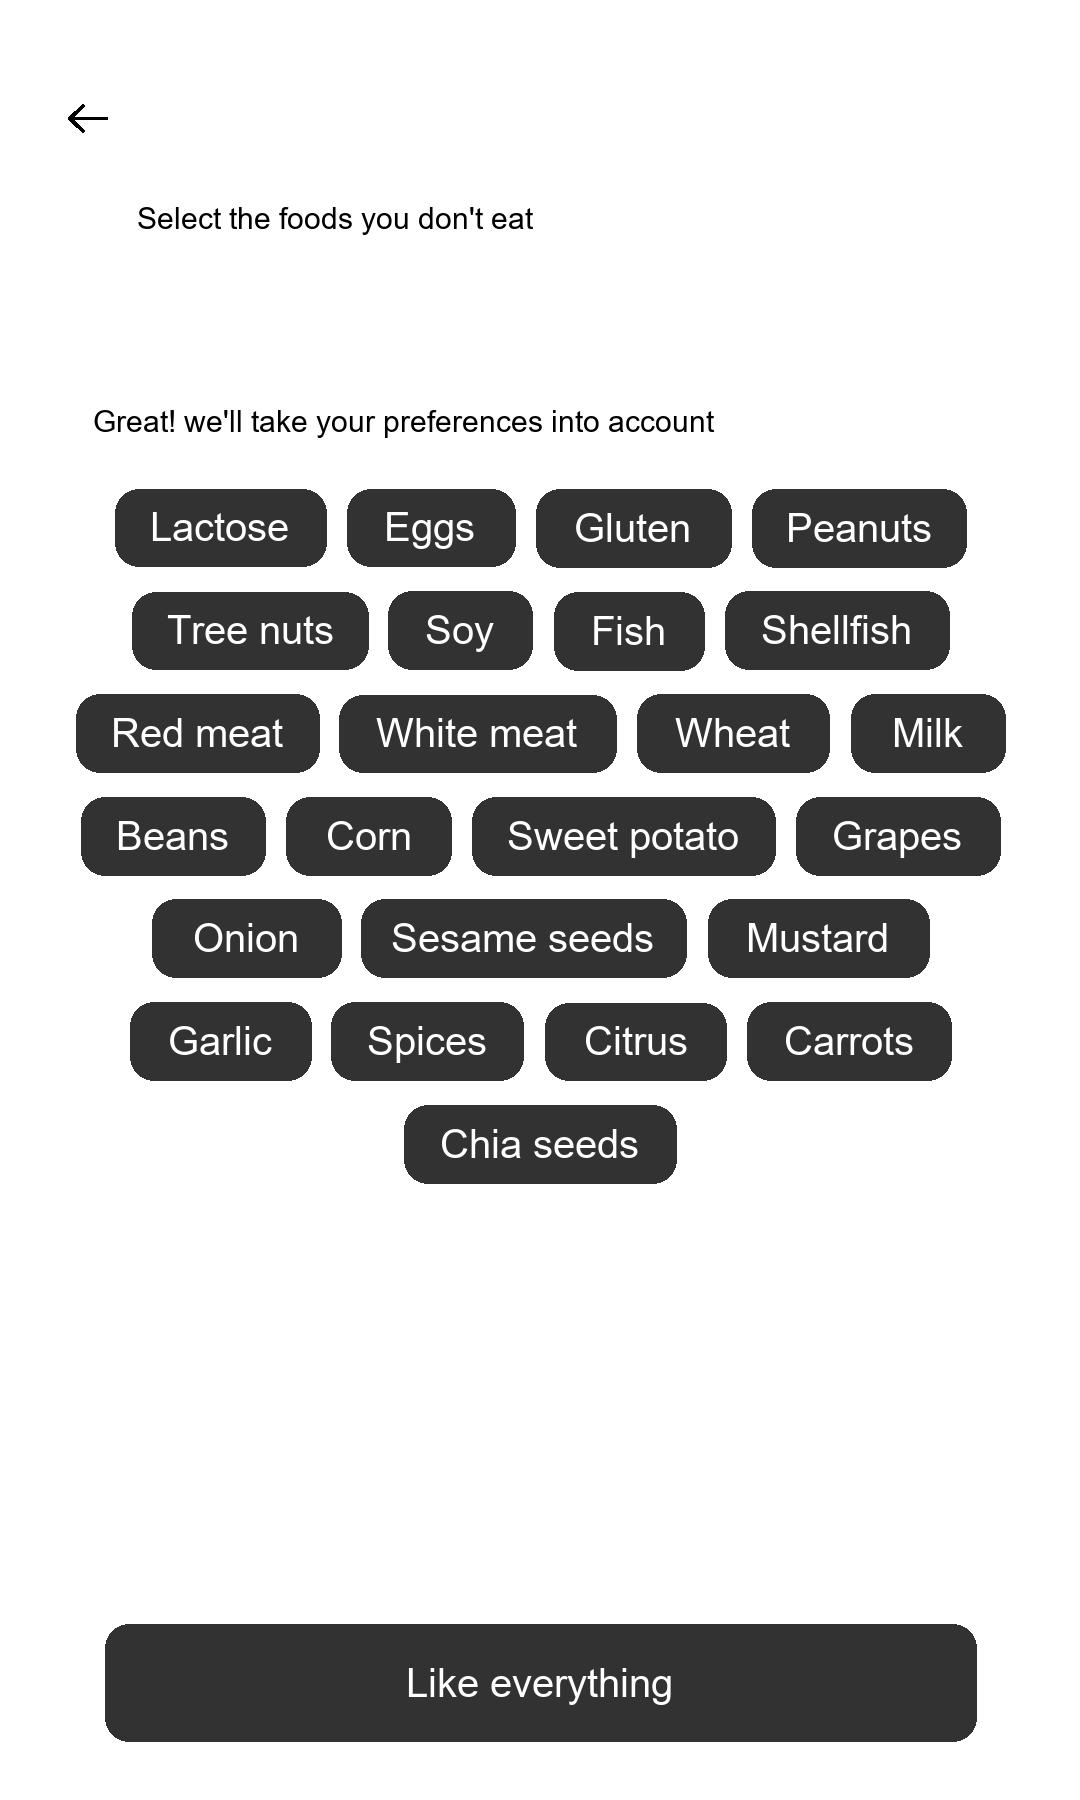 Select the foods you don't eat
Great! we'll take your preferences into account
Lactose Eggs Gluten Peanuts
Tree nuts Soy Fish Shellfish
Red meat White meat Wheat Milk
Beans Corn Sweet potato Grapes
Onion Sesame seeds Mustard
Garlic Spices Citrus Carrots
Chia seeds
Like everything